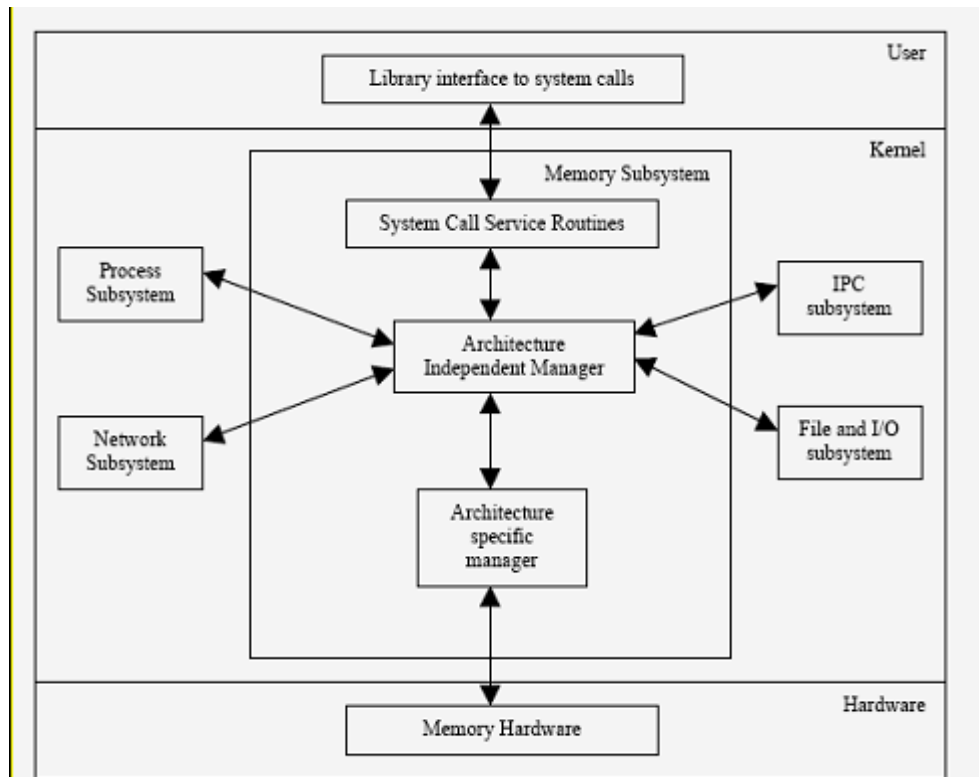 User
Library interface to system calls
Kernel
Memory Subsystem
System Call Service Routines
Process
Subsystem
IPC
subsystem
Architecture
Independent Manager
Network
Subsystem
File and I/O
subsystem
Architecture
specific
manager
Hardware
Memory Hardware